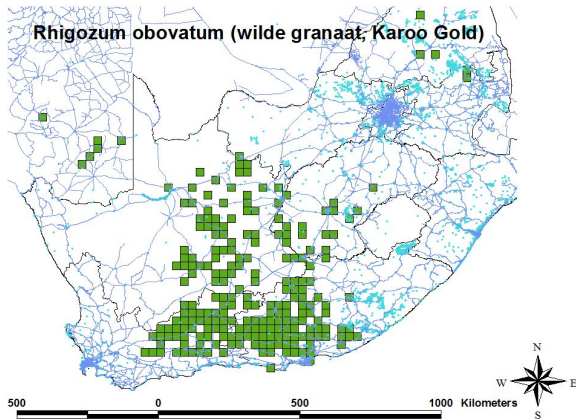 Rhigozum obovatum (wilde granaat, Karoo Gold)
N
W E
S
500 0 500 1000 Kilometers